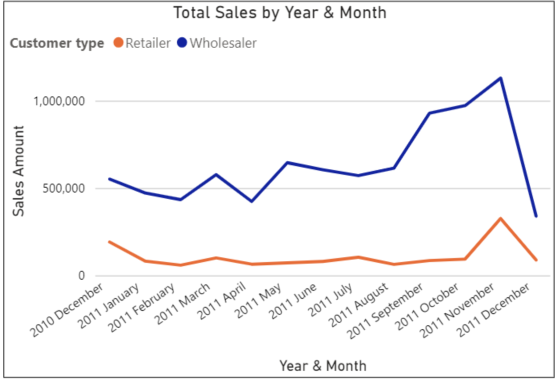 Total Sales by Year & Month
Customer type Retailer Wholesaler
1,000,000
500,000
0
Sales Amount
2010 December
2011 January
2011 February
2011 March
2011 April
2011 May
2011 June
2011 July
2011 August
2011 September
2011 October
2011 November
2011 December
Year & Month